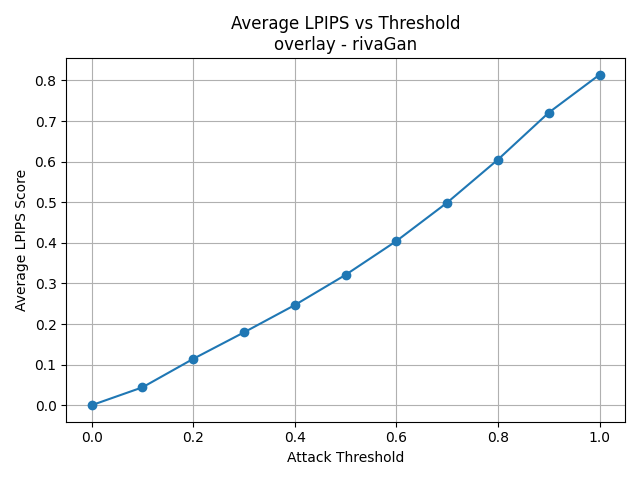 Average LPIPS vs Threshold
overlay - rivaGan
Average LPIPS Score
0.8
0.7
0.6
0.5
0.4
0.3
0.2
0.1
0.0
0.0 0.2 0.4 0.6 0.8 1.0
Attack Threshold